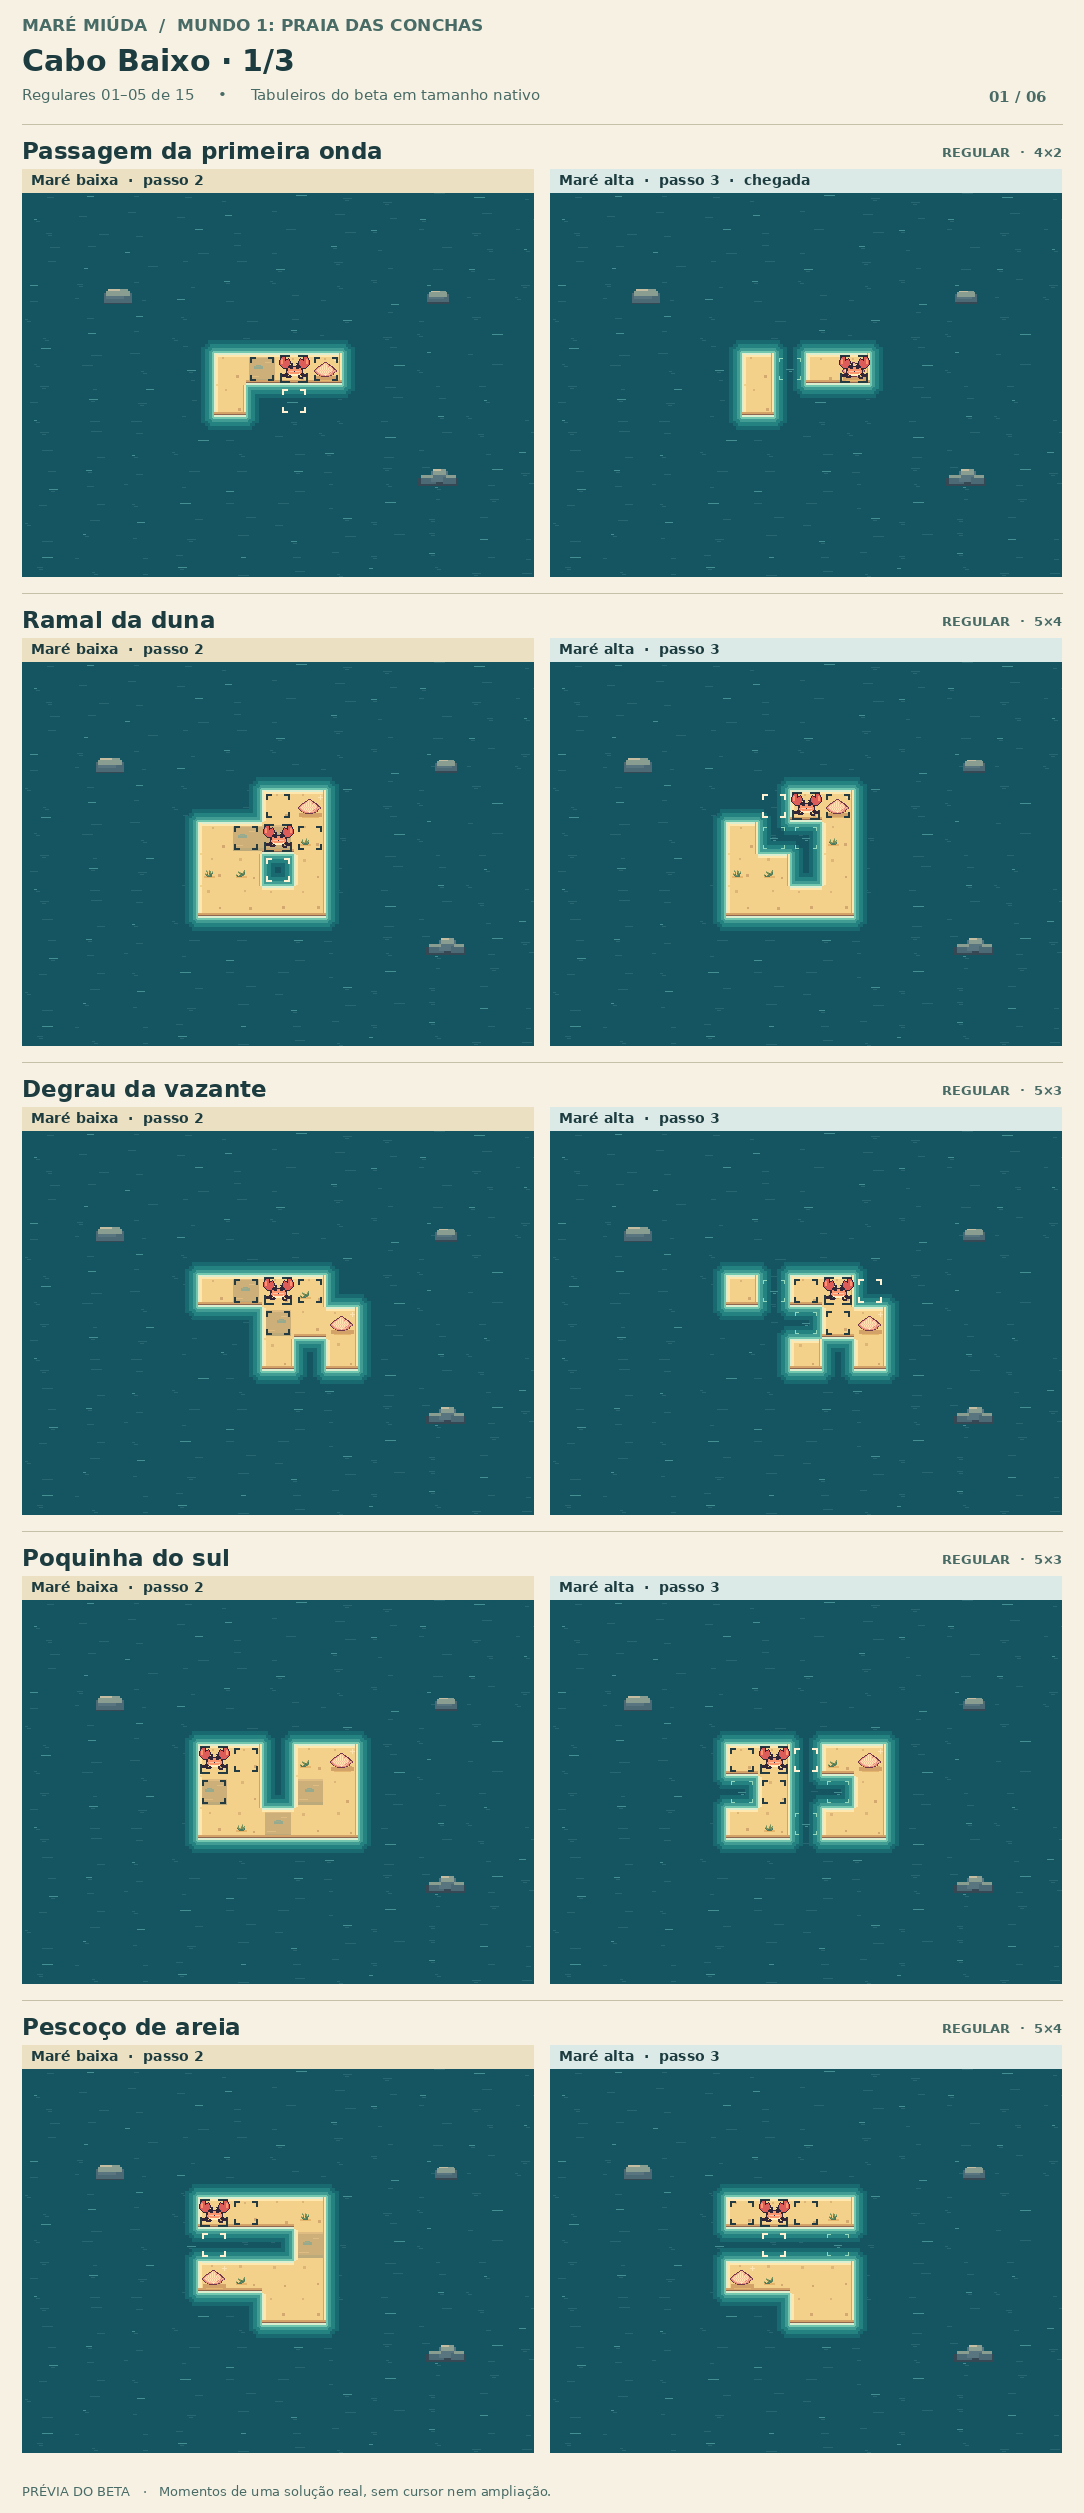 MARÉ MIÚDA / MUNDO 1: PRAIA DAS CONCHAS
Cabo Baixo · 1/3
Regulares 01–05 de 15 • Tabuleiros do beta em tamanho nativo
01 / 06
Passagem da primeira onda
REGULAR · 4×2
Maré baixa · passo 2
Maré alta · passo 3 · chegada
Ramal da duna
REGULAR · 5×4
Maré baixa · passo 2
Maré alta · passo 3
Degrau da vazante
REGULAR · 5×3
Maré baixa · passo 2
Maré alta · passo 3
Poquinha do sul
REGULAR · 5×3
Maré baixa · passo 2
Maré alta · passo 3
Pescoço de areia
REGULAR · 5×4
Maré baixa · passo 2
Maré alta · passo 3
PRÉVIA DO BETA · Momentos de uma solução real, sem cursor nem ampliação.